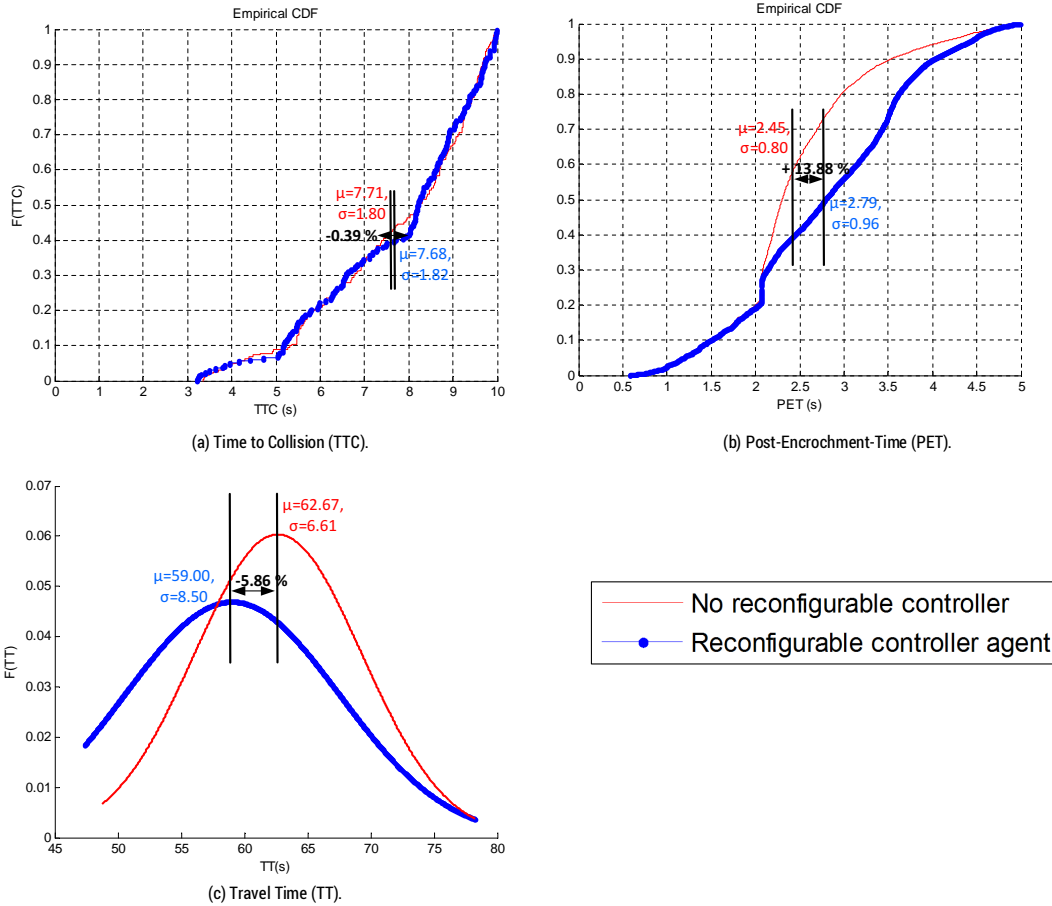 Empirical CDF
1
0.9
0.8
0.7
0.6
0.5
0.4
0.3
0.2
0.1
0
F(TTC)
μ=7,71,
σ=1.80
-0.39 %
μ=7.68,
σ=1.82
0 1 2 3 4 5 6 7 8 9 10
TTC (s)
(a) Time to Collision (TTC).
Empirical CDF
1
0.9
0.8
0.7
0.6
0.5
0.4
0.3
0.2
0.1
0
F(PET)
μ=2.45,
σ=0.80
+ 13.88 %
μ=2.79,
σ=0.96
0 0.5 1 1.5 2 2.5 3 3.5 4 4.5 5
PET (s)
(b) Post-Encrochment-Time (PET).
0.07
0.06
0.05
0.04
0.03
0.02
0.01
0
F(TT)
μ=62.67,
σ=6.61
μ=59.00,
σ=8.50
-5.86 %
45 50 55 60 65 70 75 80
TT(s)
(c) Travel Time (TT).
No reconfigurable controller
Reconfigurable controller agent